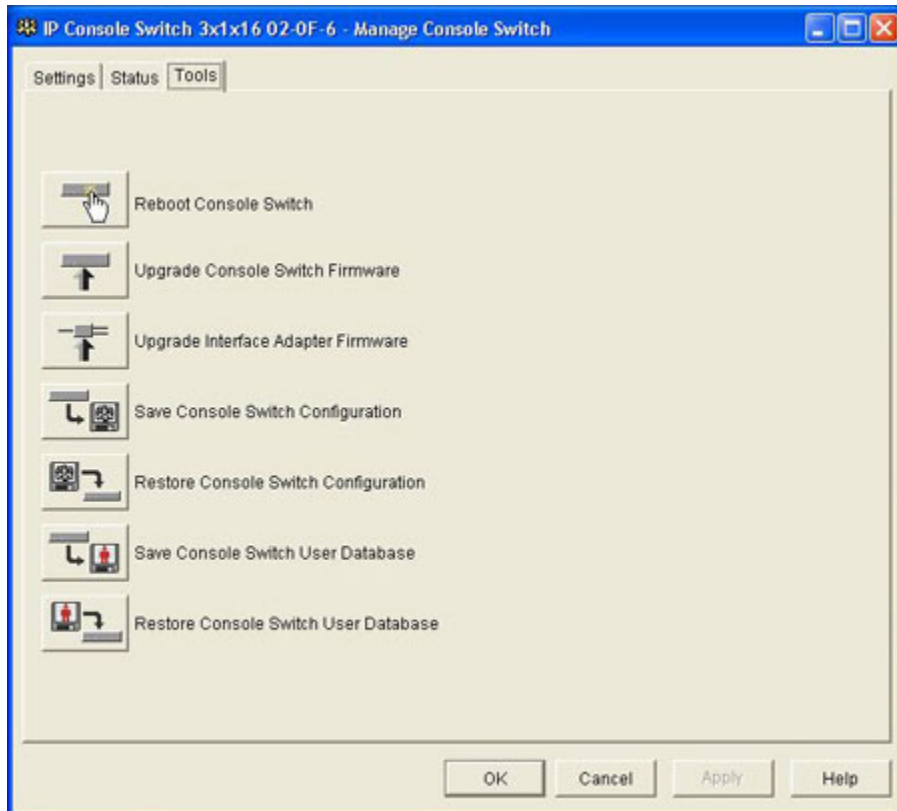 IP Console Switch 3x1x16 02-0F-6 - Manage Console Switch
Settings Status Tools
Reboot Console Switch
Upgrade Console Switch Firmware
Upgrade Interface Adapter Firmware
Save Console Switch Configuration
Restore Console Switch Configuration
Save Console Switch User Database
Restore Console Switch User Database
OK Cancel Apply Help